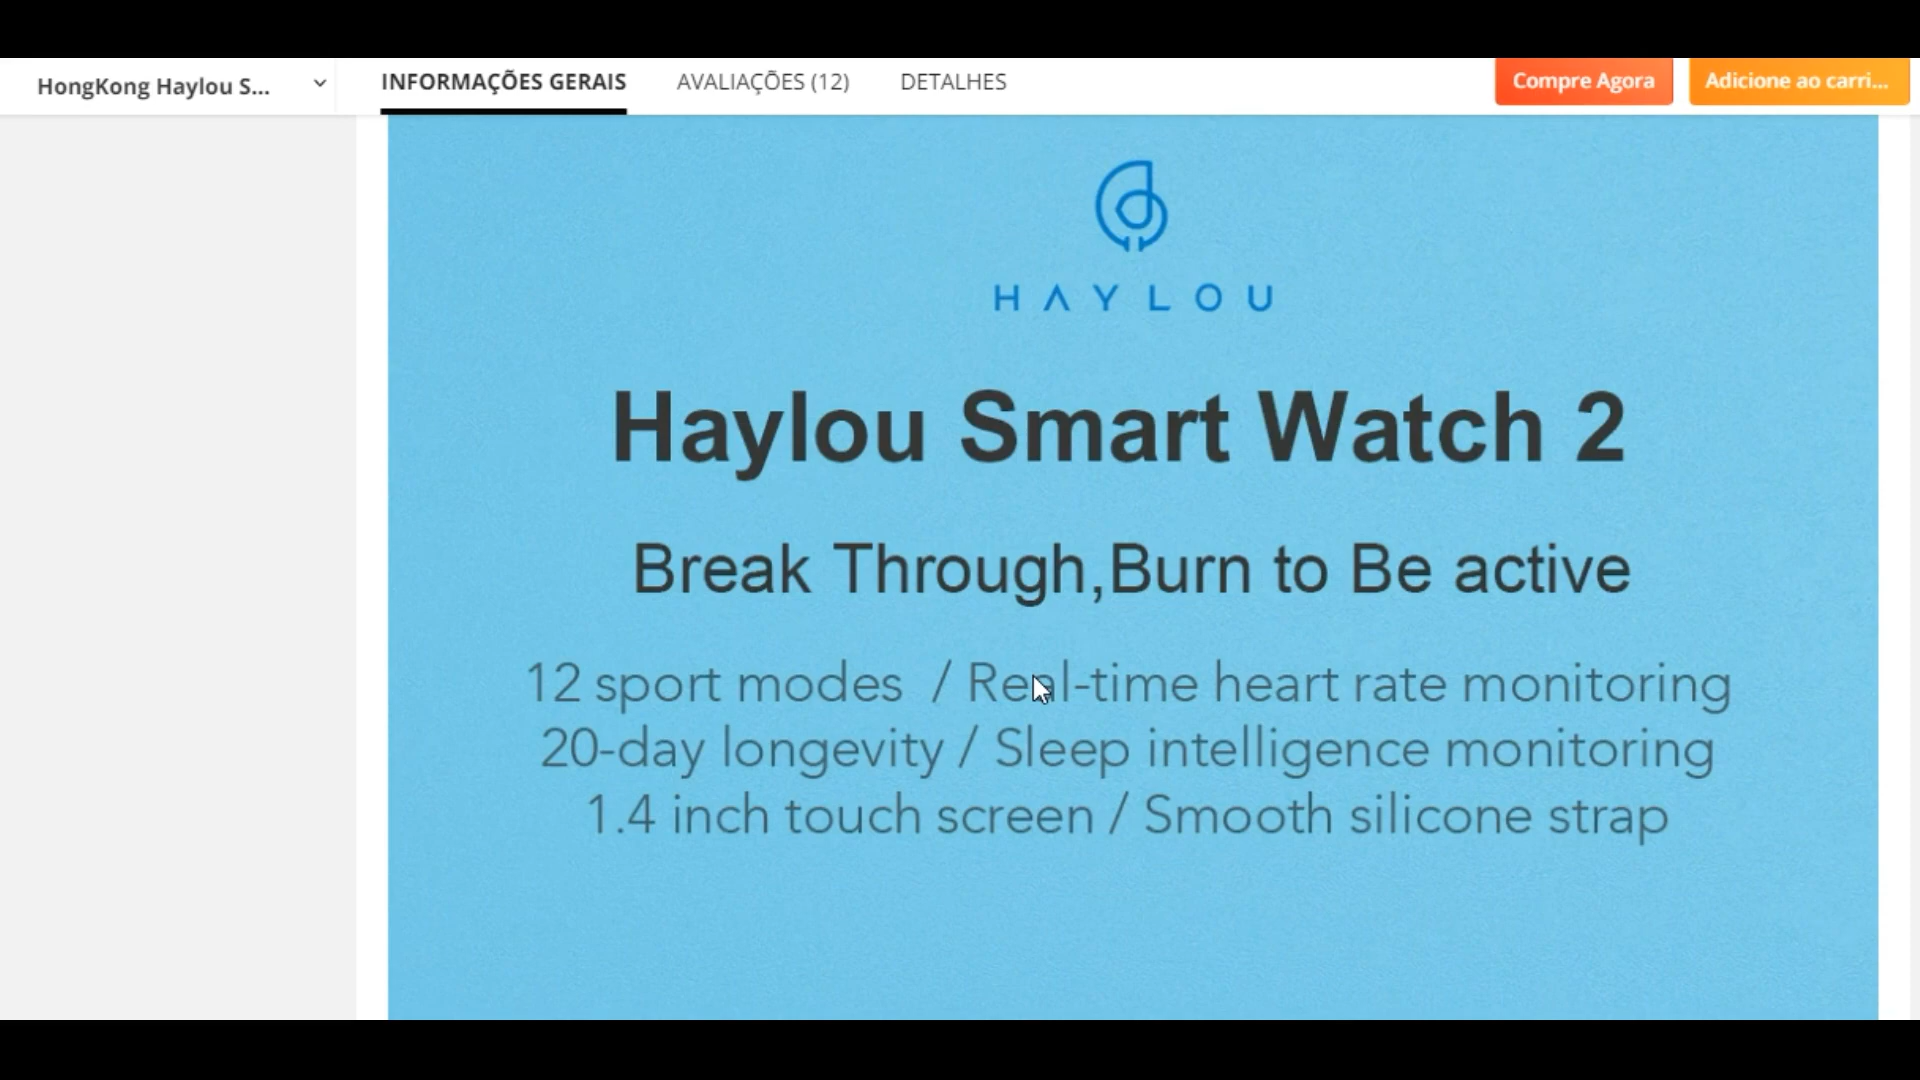 HongKong Haylou S...
INFORMAÇÕES GERAIS
AVALIAÇÕES (12)
DETALHES
Compre Agora
Adicione ao carri...
HAYLOU
Haylou Smart Watch 2
Break Through,Burn to Be active
12 sport modes / Real-time heart rate monitoring
20-day longevity / Sleep intelligence monitoring
1.4 inch touch screen / Smooth silicone strap